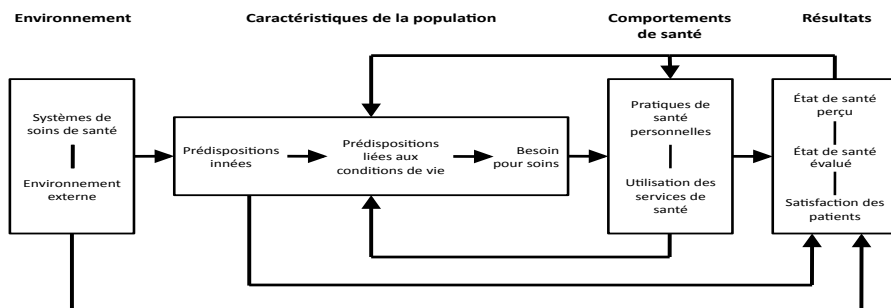 Environnement
Caractéristiques de la population
Comportements
de santé
Résultats
Systèmes de
soins de santé
Environnement
externe
Prédispositions
innées
Prédispositions
liées aux
conditions de vie
Besoin
pour soins
Pratiques de
santé
personnelles
Utilisation des
services de
santé
État de santé
perçu
État de santé
évalué
Satisfaction des
patients